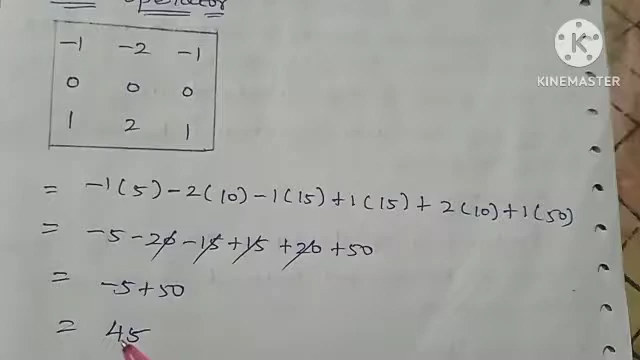 operator
-1 -2 -1
0 0 0
1 2 1
= -1(5) -2(10) -1(15) +1(15) + 2(10) +1(50)
= -5 -20 -15 +15 +20 +50
= -5+50
= 45
K
KINEMASTER